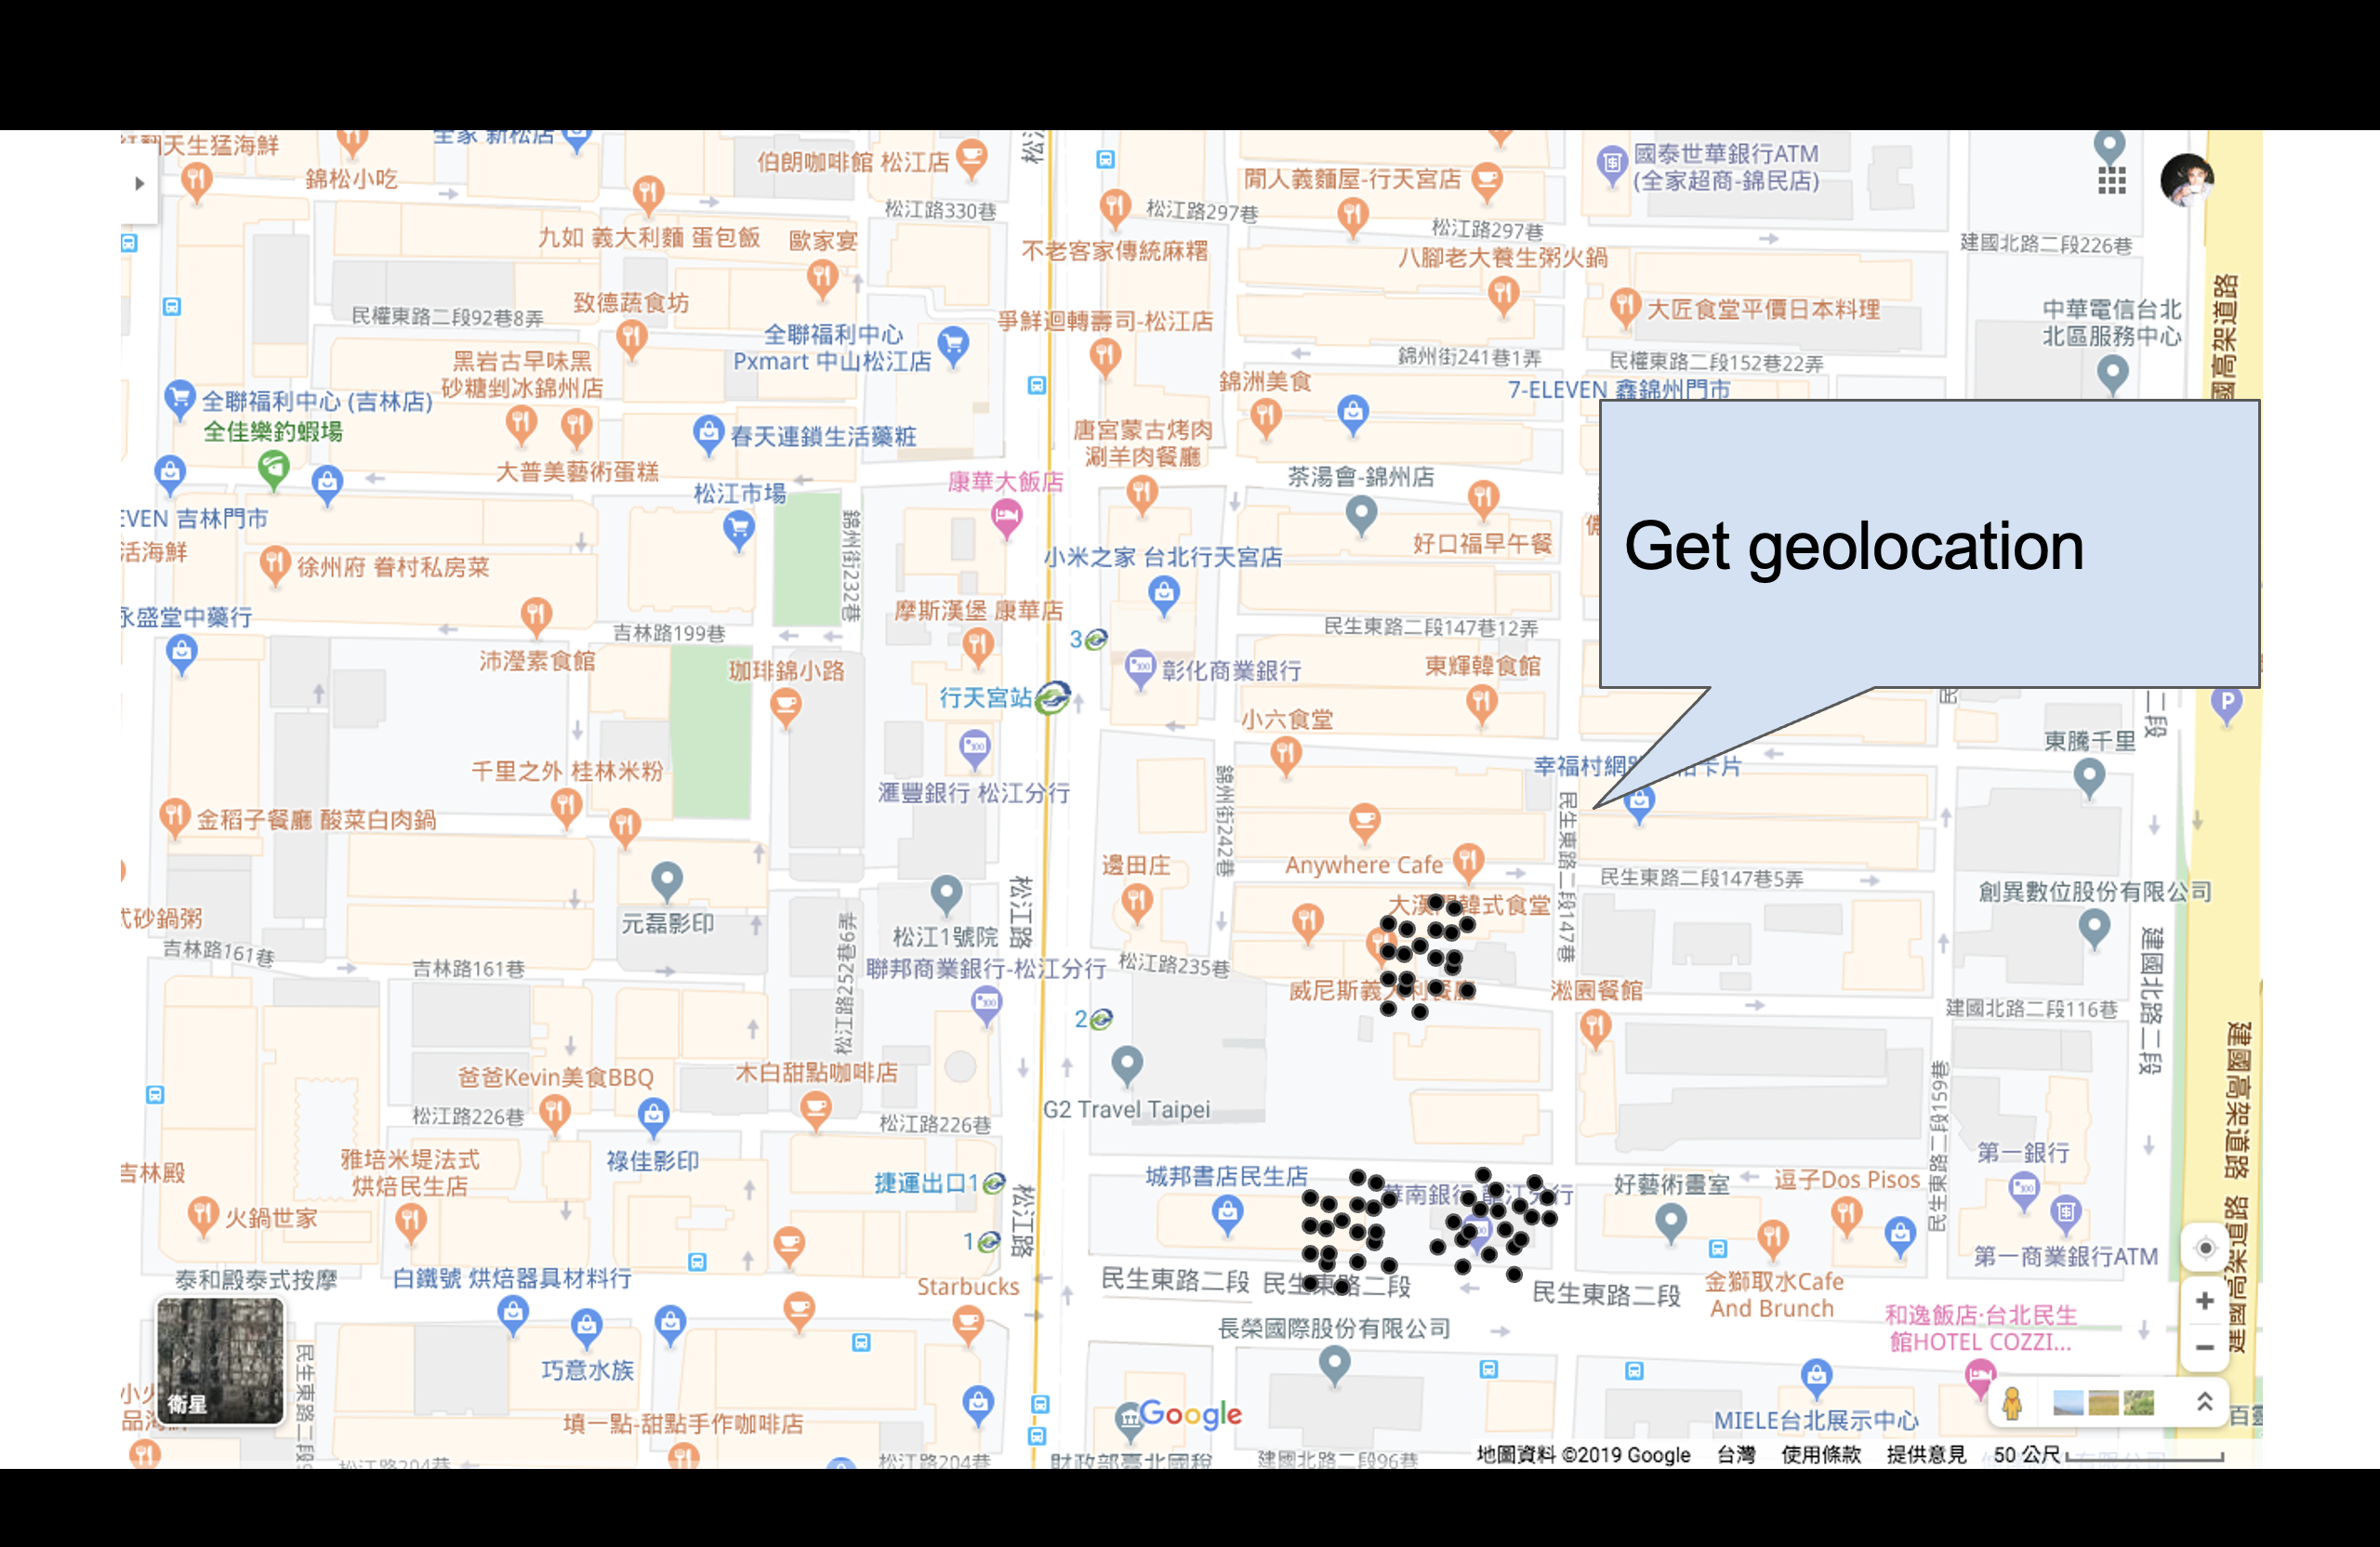 天生猛海鮮
全家 新松店
錦松小吃
伯朗咖啡館 松江店
松江路330巷
松江路297巷
閒人義麵屋-行天宮店
松江路297巷
國泰世華銀行ATM
(全家超商-錦民店)
建國北路二段226巷
九如 義大利麵 蛋包飯
歐家宴
不老客家傳統麻糬
八腳老大養生粥火鍋
民權東路二段92巷8弄
致德蔬食坊
全聯福利中心
Pxmart 中山松江店
爭鮮迴轉壽司-松江店
大匠食堂平價日本料理
中華電信台北
北區服務中心
國高架道路
黑岩古早味黑
砂糖剉冰錦州店
錦州街241巷1弄
民權東路二段152巷22弄
錦洲美食
7-ELEVEN 鑫錦州門市
全聯福利中心 (吉林店)
全佳樂釣蝦場
春天連鎖生活藥粧
唐宮蒙古烤肉
涮羊肉餐廳
大普美藝術蛋糕
松江市場
康華大飯店
茶湯會-錦州店
EVEN 吉林門市
活海鮮
徐州府 眷村私房菜
錦州街232巷
好口福早午餐
Get geolocation
小米之家 台北行天宮店
永盛堂中藥行
摩斯漢堡 康華店
吉林路199巷
3
民生東路二段147巷12弄
沛瀅素食館
珈琲錦小路
彰化商業銀行
東輝韓食館
行天宮站
小六食堂
二段
東騰千里
千里之外 桂林米粉
滙豐銀行 松江分行
錦州街242巷
幸福村網
卡片
民生東路二段147巷
金稻子餐廳 酸菜白肉鍋
邊田庄
Anywhere Cafe
民生東路二段147巷5弄
創異數位股份有限公司
式砂鍋粥
元磊影印
松江路252巷6弄
松江1號院
松江路
吉林路161巷
吉林路161巷
聯邦商業銀行-松江分行
松江路235巷
威尼斯義
淞園餐館
建國北路二段116巷
建國北路二段
2
爸爸Kevin美食BBQ
木白甜點咖啡店
G2 Travel Taipei
松江路226巷
松江路226巷
民生東路二段159巷
建國高架道路
吉林殿
雅培米堤法式
烘焙民生店
祿佳影印
捷運出口1
城邦書店民生店
好藝術畫室
逗子Dos Pisos
第一銀行
火鍋世家
1
松江路
第一商業銀行ATM
建國高架道路
泰和殿泰式按摩
白鐵號 烘焙器具材料行
Starbucks
民生東路二段
民生東路二段
民生東路二段
金獅取水Cafe
And Brunch
長榮國際股份有限公司
和逸飯店·台北民生
館HOTEL COZZI...
巧意水族
衛星
民生東路二段
填一點-甜點手作咖啡店
Google
MIELE台北展示中心
松江路204巷
松江路204巷
財政部臺北國稅
建國北路二段96巷
地圖資料 ©2019 Google
台灣
使用條款
提供意見
50 公尺